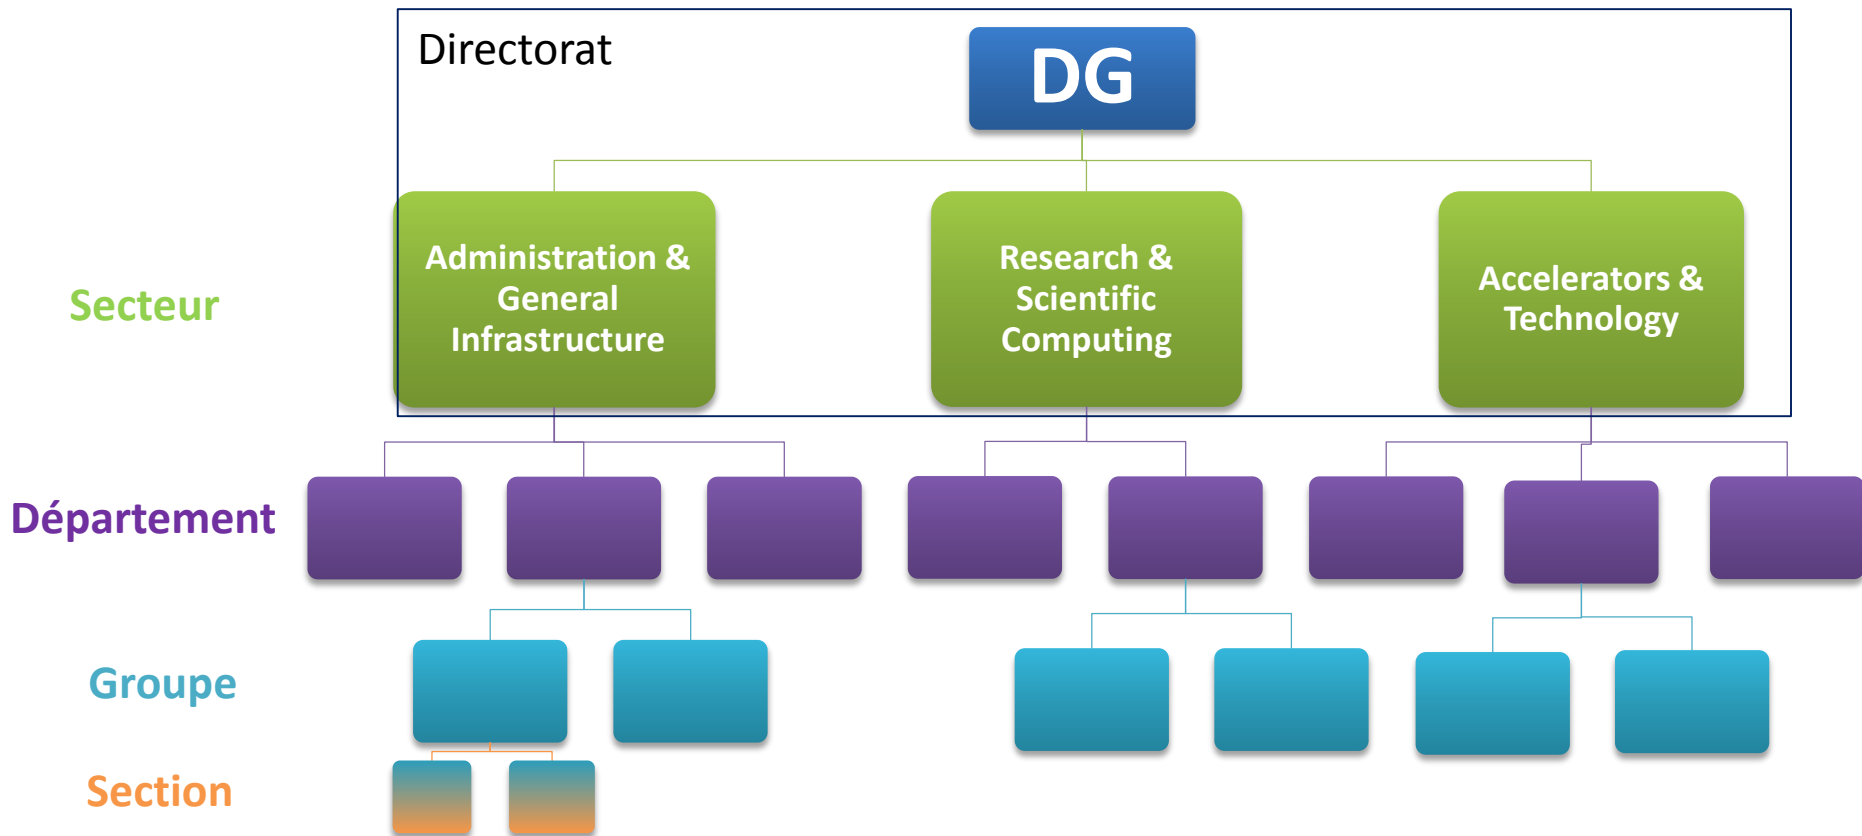 Directorat
DG
Secteur
Administration &
General
Infrastructure
Research &
Scientific
Computing
Accelerators &
Technology
Département
Groupe
Section